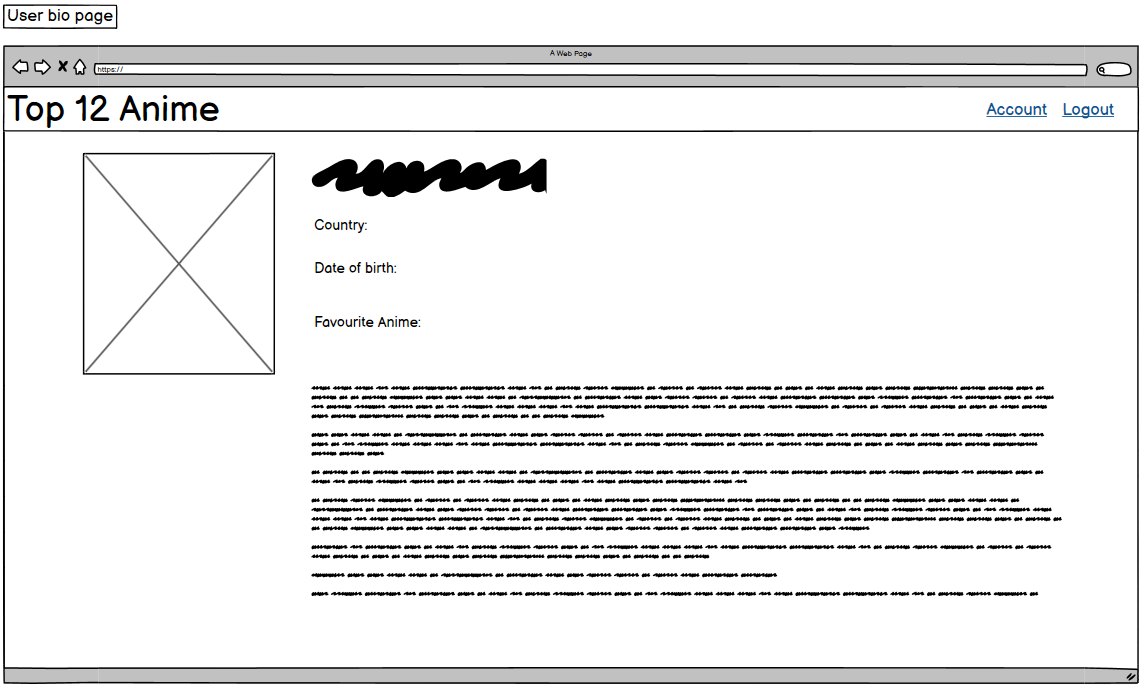 User bio page
A Web Page
https://
Top 12 Anime
Account Logout
Country:
Date of birth:
Favourite Anime: